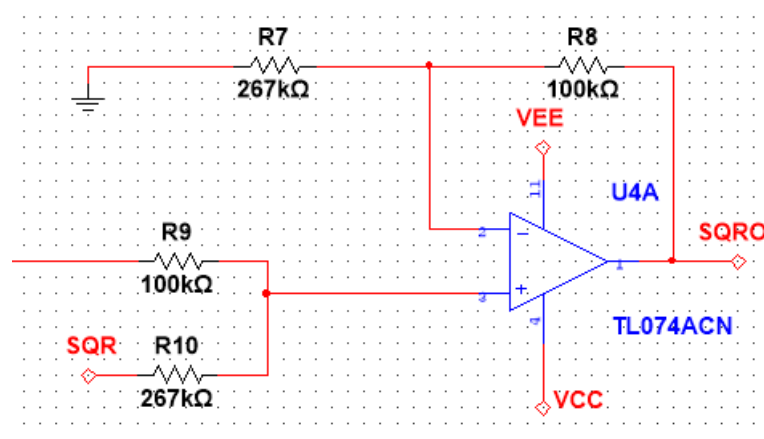 R7
267kΩ
R8
100kΩ
VEE
11
U4A
2
R9
100kΩ
SQRO
1
3
TL074ACN
4
SQR
R10
267kΩ
VCC